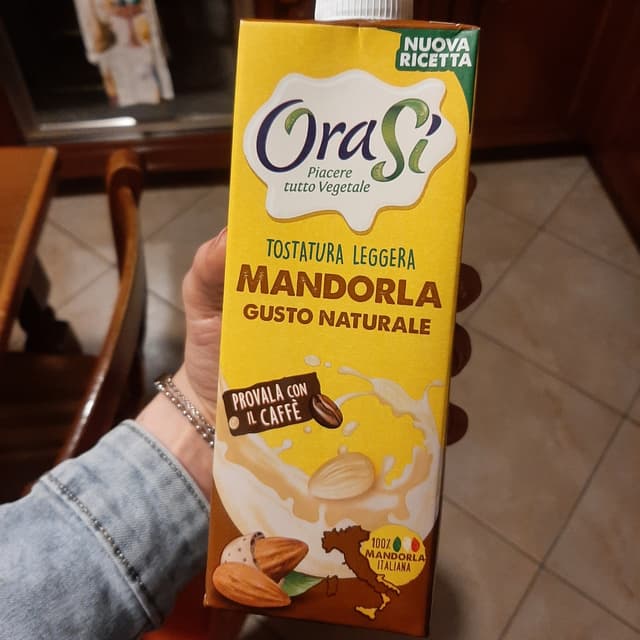 NUOVA
RICETTA
OraSì
Piacere
tutto Vegetale
TOSTATURA LEGGERA
MANDORLA
GUSTO NATURALE
PROVALA CON
IL CAFFÈ
100%
MANDORLA
ITALIANA